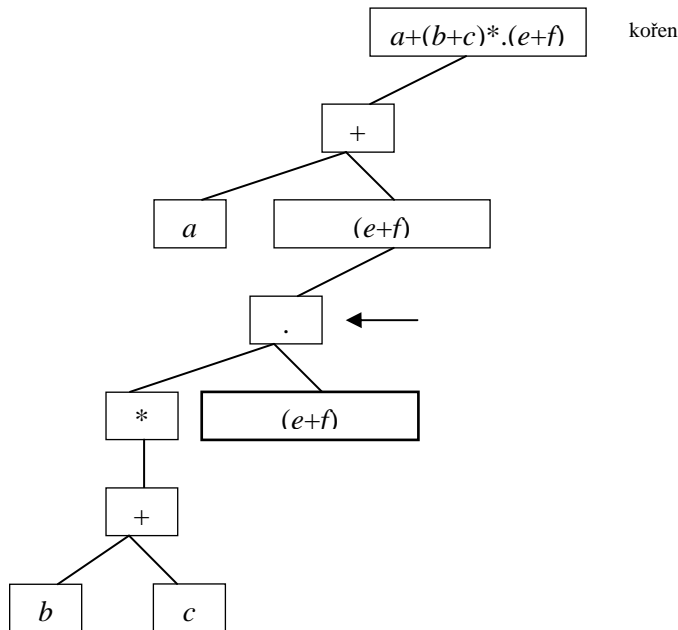 a+(b+c)*.(e+f)
kořen
+
a
(e+f)
.
*
(e+f)
+
b
c